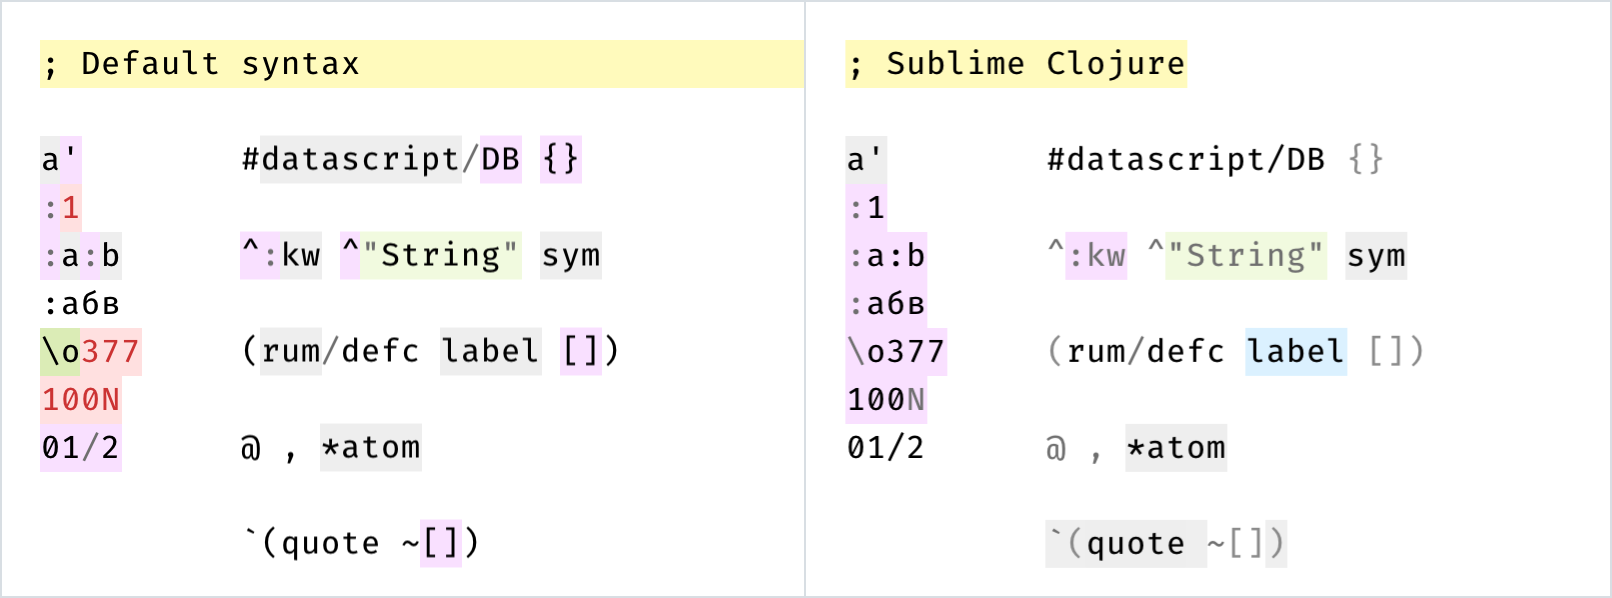 ; Default syntax
a' #datascript/DB {}
:1
:a:b ^:kw ^"String" sym
:абв
\o377 (rum/defc label [])
100N
01/2 @ , *atom
`(quote ~[])
; Sublime Clojure
a' #datascript/DB {}
:1
:a:b ^:kw ^"String" sym
:абв
\o377 (rum/defc label [])
100N
01/2 @ , *atom
`(quote ~[])